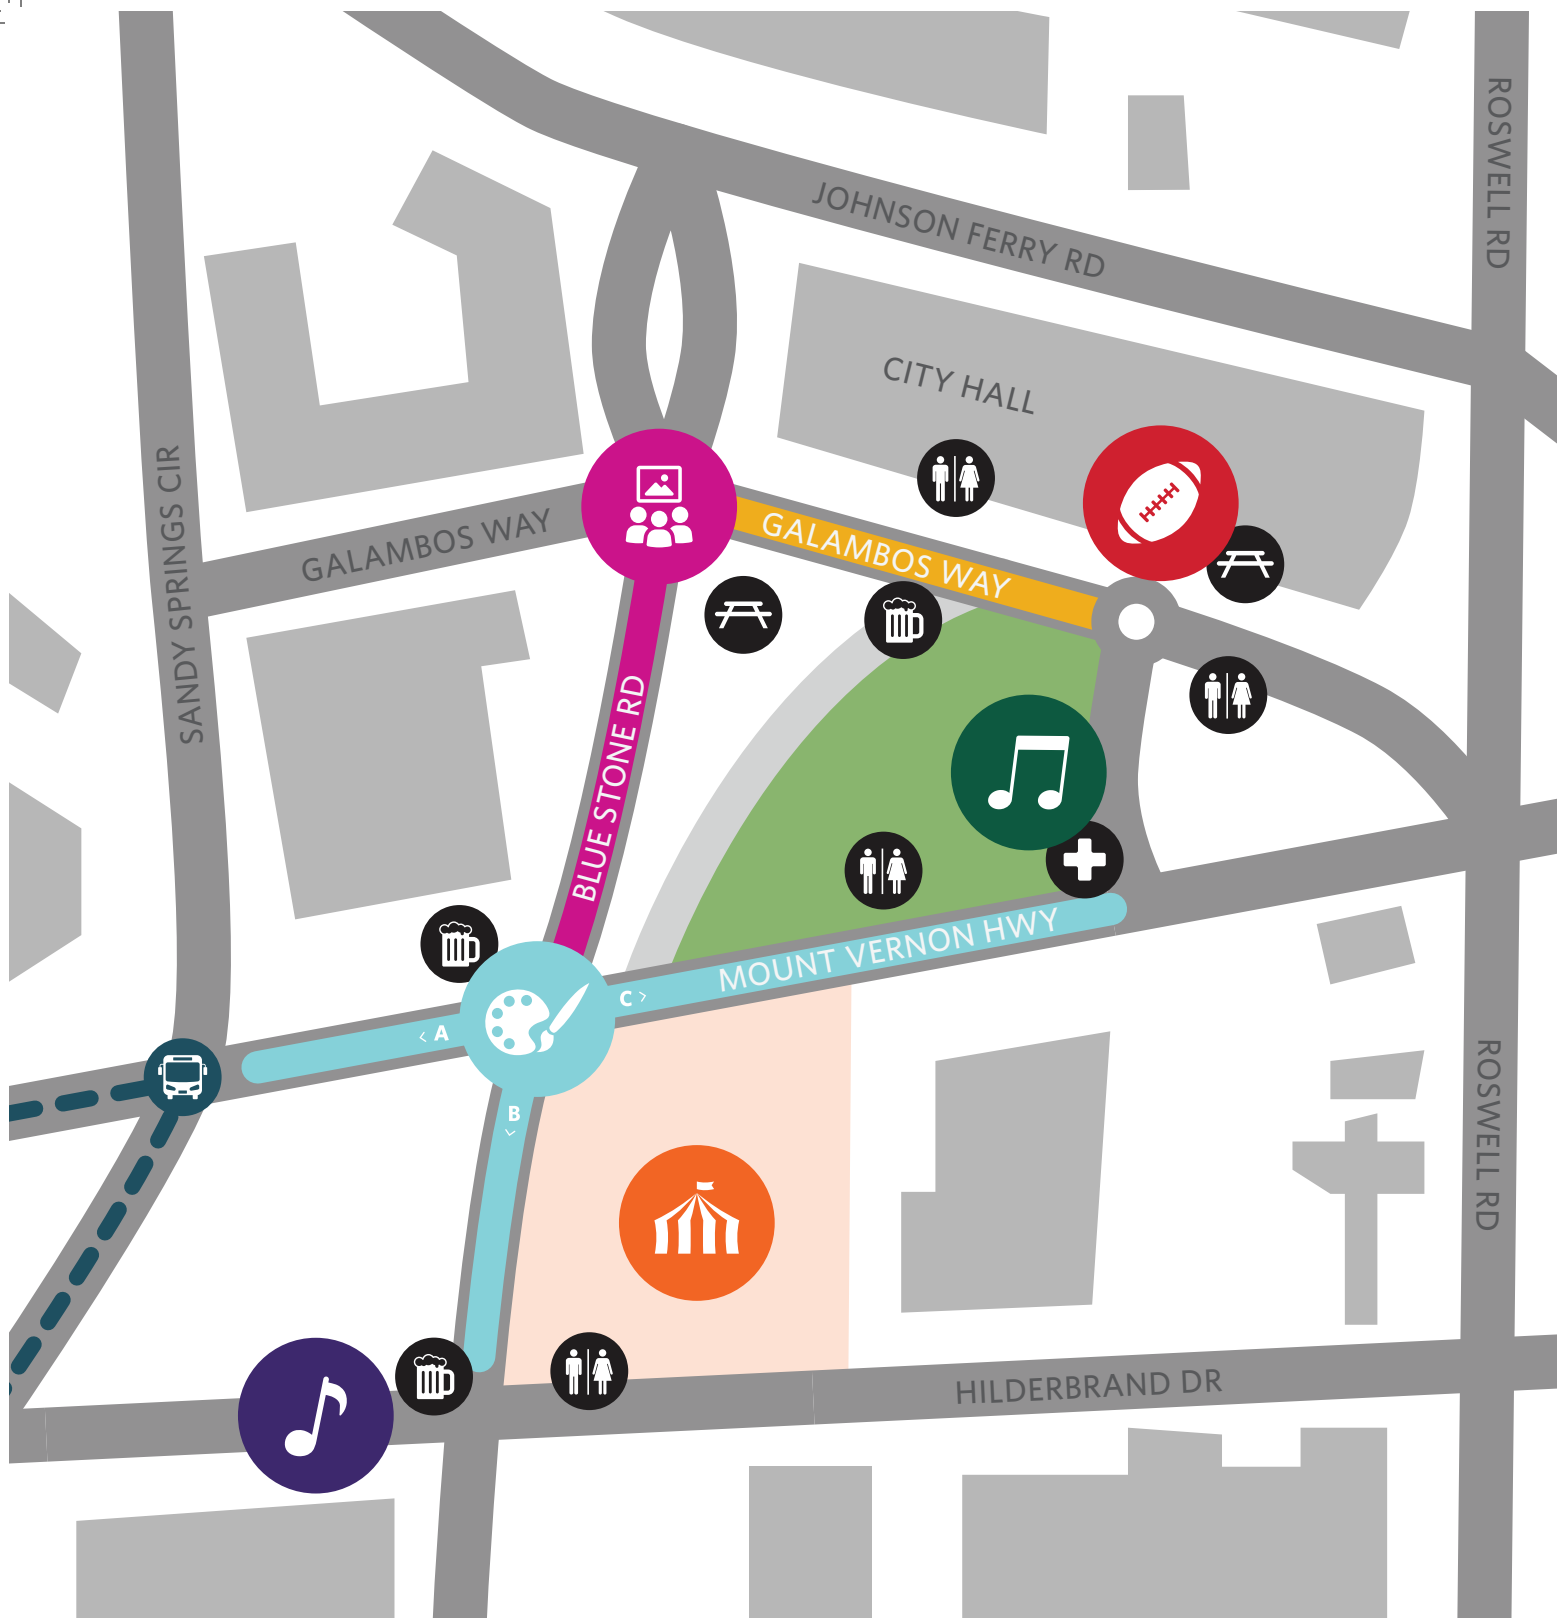 ROSWELL RD
JOHNSON FERRY RD
CITY HALL
SANDY SPRINGS CIR
GALAMBOS WAY
GALAMBOS WAY
BLUE STONE RD
MOUNT VERNON HWY
C >
< A
B
ROSWELL RD
HILDERBRAND DR